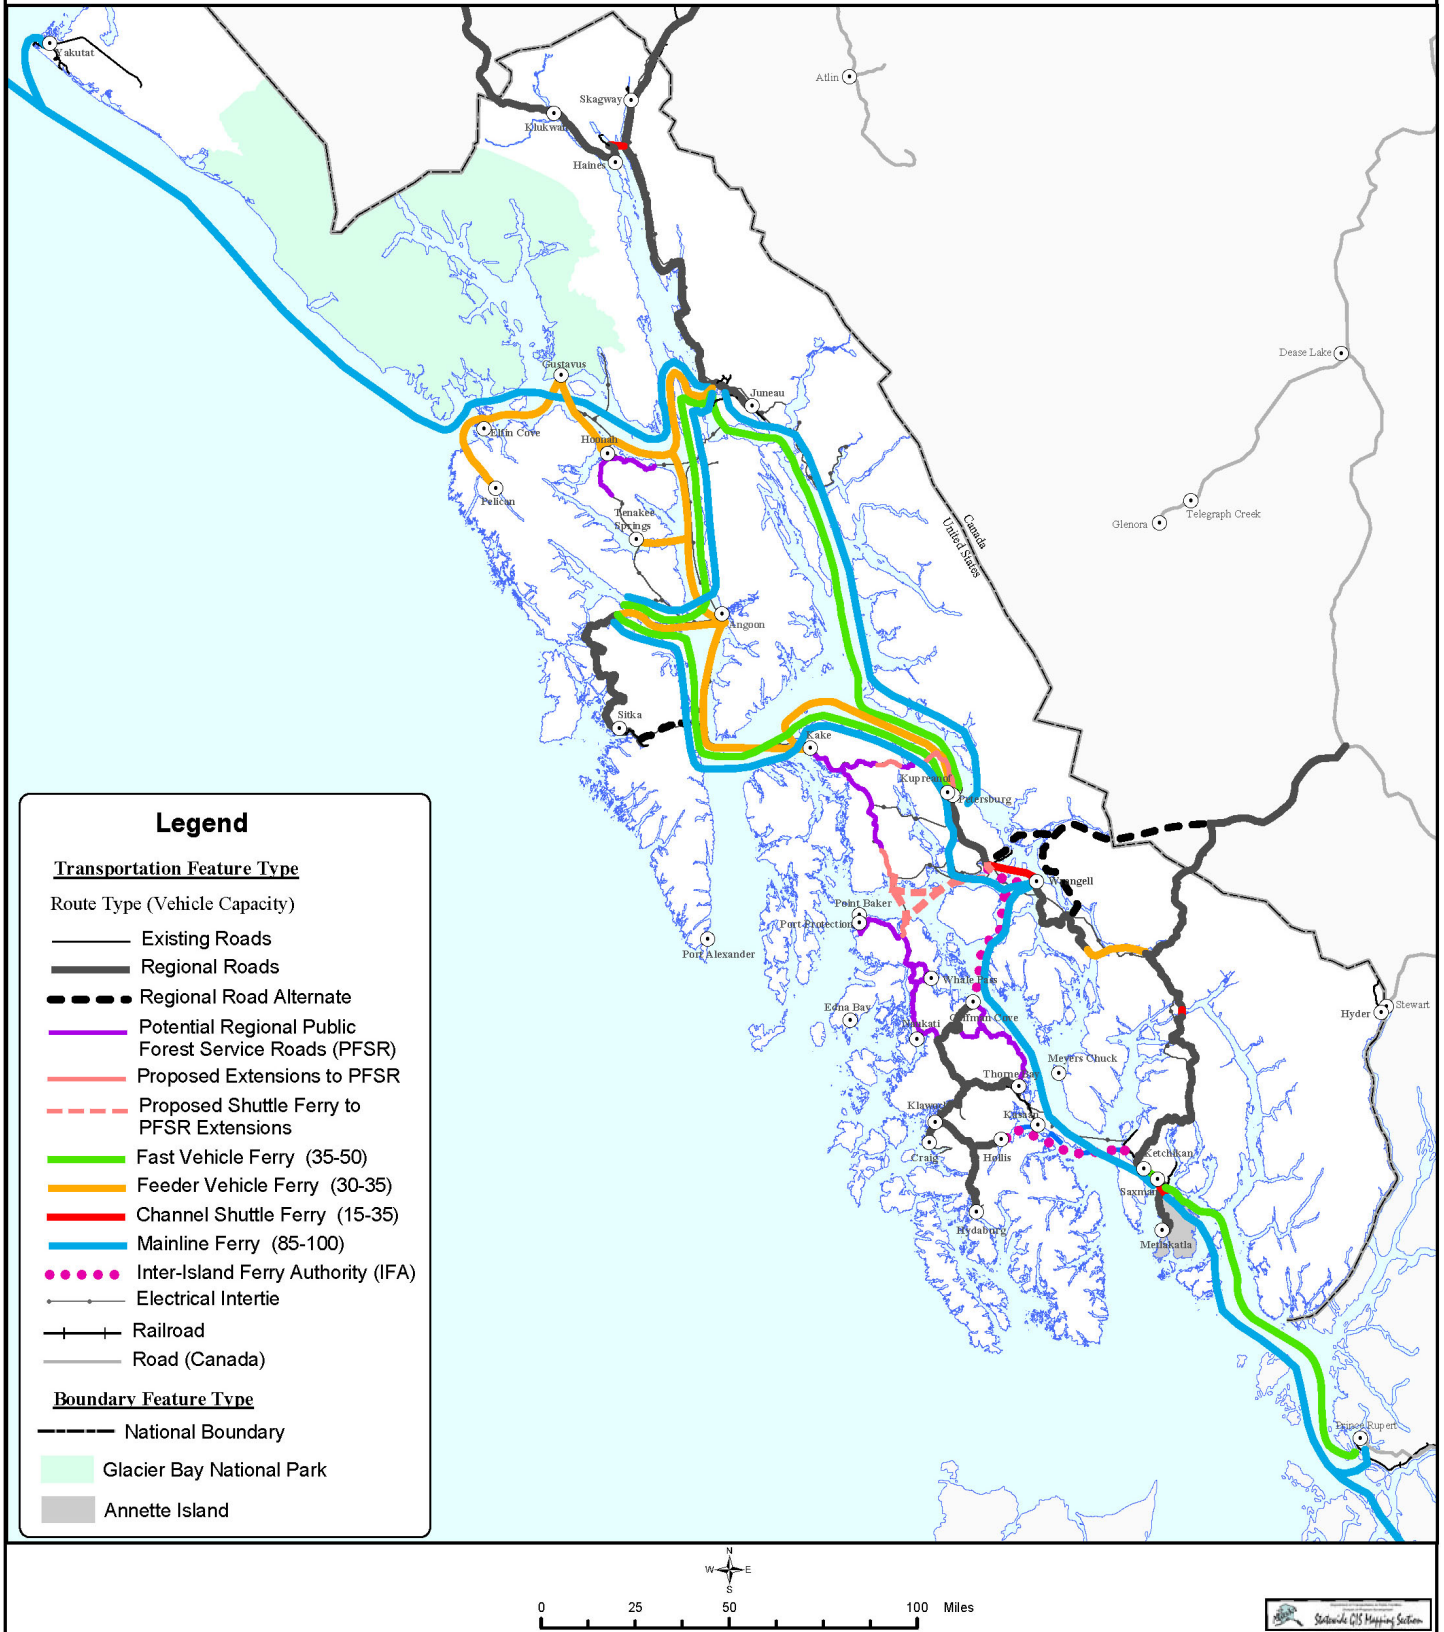 Yakutat
Skagway
Klukwan
Haines
Atlin
Gustavus
Juneau
Elfin Cove
Hoonah
Pelican
Tenakee
Springs
Angoon
Sitka
Kake
Kupreanof
Petersburg
Canada
United States
Dease Lake
Telegraph Creek
Glenora
Wrangell
Point Baker
Port Protection
Port Alexander
Whale Pass
Edna Bay
Coffman Cove
Naukati
Meyers Chuck
Thorne Bay
Klawock
Kasaan
Craig
Hollis
Ketchikan
Saxman
Hydaburg
Metlakatla
Stewart
Hyder
Prince Rupert
Legend
Transportation Feature Type
Route Type (Vehicle Capacity)
Existing Roads
Regional Roads
Regional Road Alternate
Potential Regional Public
Forest Service Roads (PFSR)
Proposed Extensions to PFSR
Proposed Shuttle Ferry to
PFSR Extensions
Fast Vehicle Ferry (35-50)
Feeder Vehicle Ferry (30-35)
Channel Shuttle Ferry (15-35)
Mainline Ferry (85-100)
Inter-Island Ferry Authority (IFA)
Electrical Intertie
Railroad
Road (Canada)
Boundary Feature Type
National Boundary
Glacier Bay National Park
Annette Island
N
W E
S
0 25 50 100 Miles
Statewide GIS Mapping Section